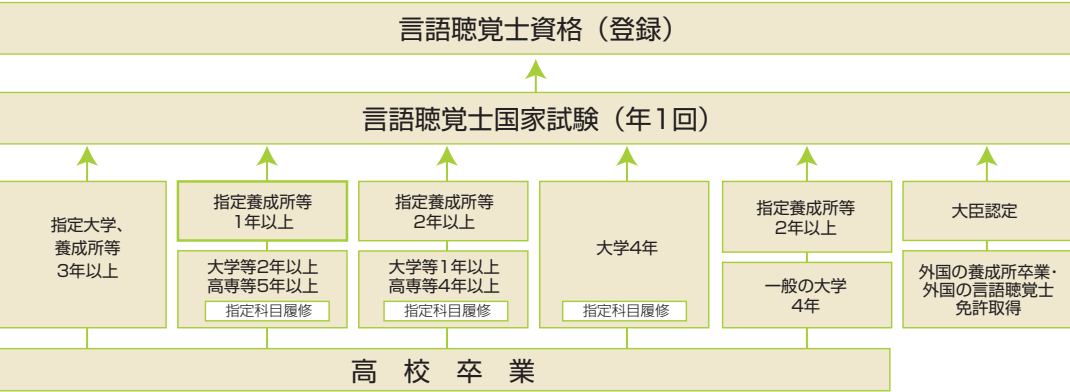 言語聴覚士資格（登録）
言語聴覚士国家試験（年1回）
指定大学、
養成所等
3年以上
指定養成所等
1年以上
大学等2年以上
高専等5年以上
指定科目履修
指定養成所等
2年以上
大学等1年以上
高専等4年以上
指定科目履修
大学4年
指定科目履修
指定養成所等
2年以上
一般の大学
4年
大臣認定
外国の養成所卒業・
外国の言語聴覚士
免許取得
高校卒業